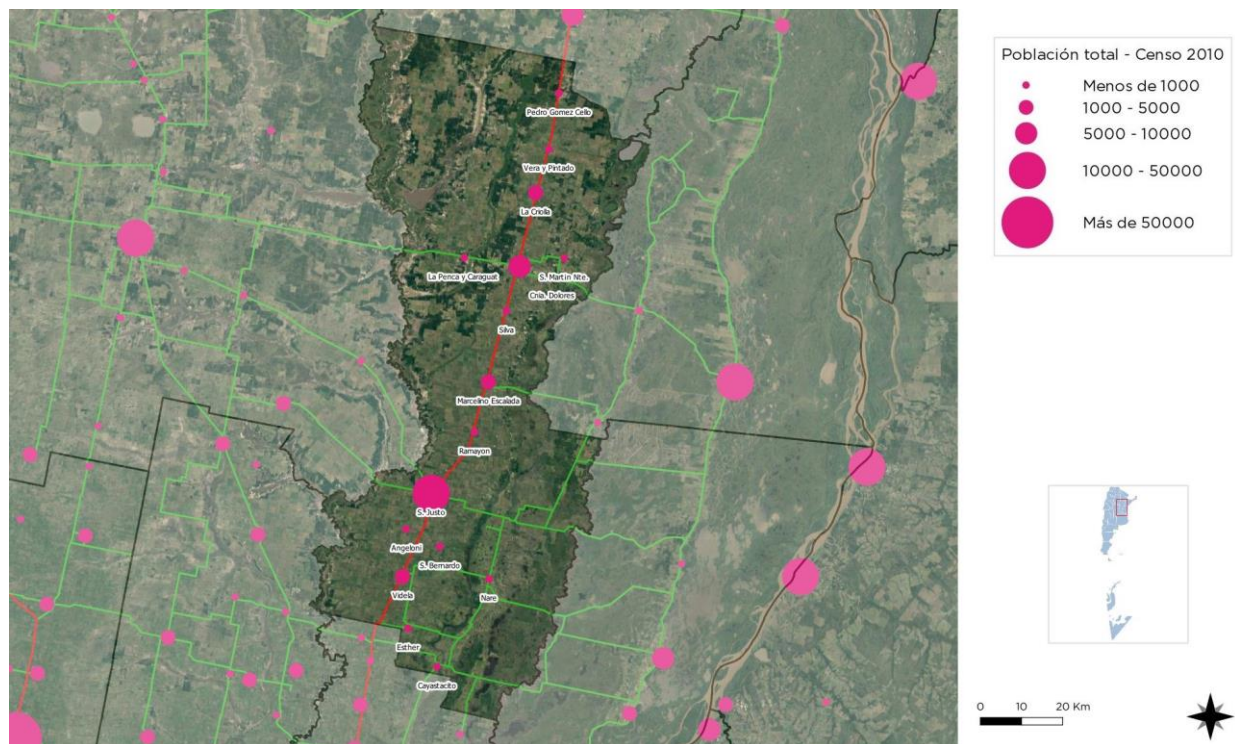 Población total - Censo 2010
Menos de 1000
1000 - 5000
5000 - 10000
10000 - 50000
Más de 50000
Pedro Gomez Cello
Vera y Pintado
La Criolla
La Penca y Caraguat
S. Martin Nte.
Cnia. Dolores
Silva
Marcelino Escalada
Ramayon
S. Justo
Angeloni
S. Bernardo
Videla
Nare
Esther
Cayastacito
0 10 20 Km